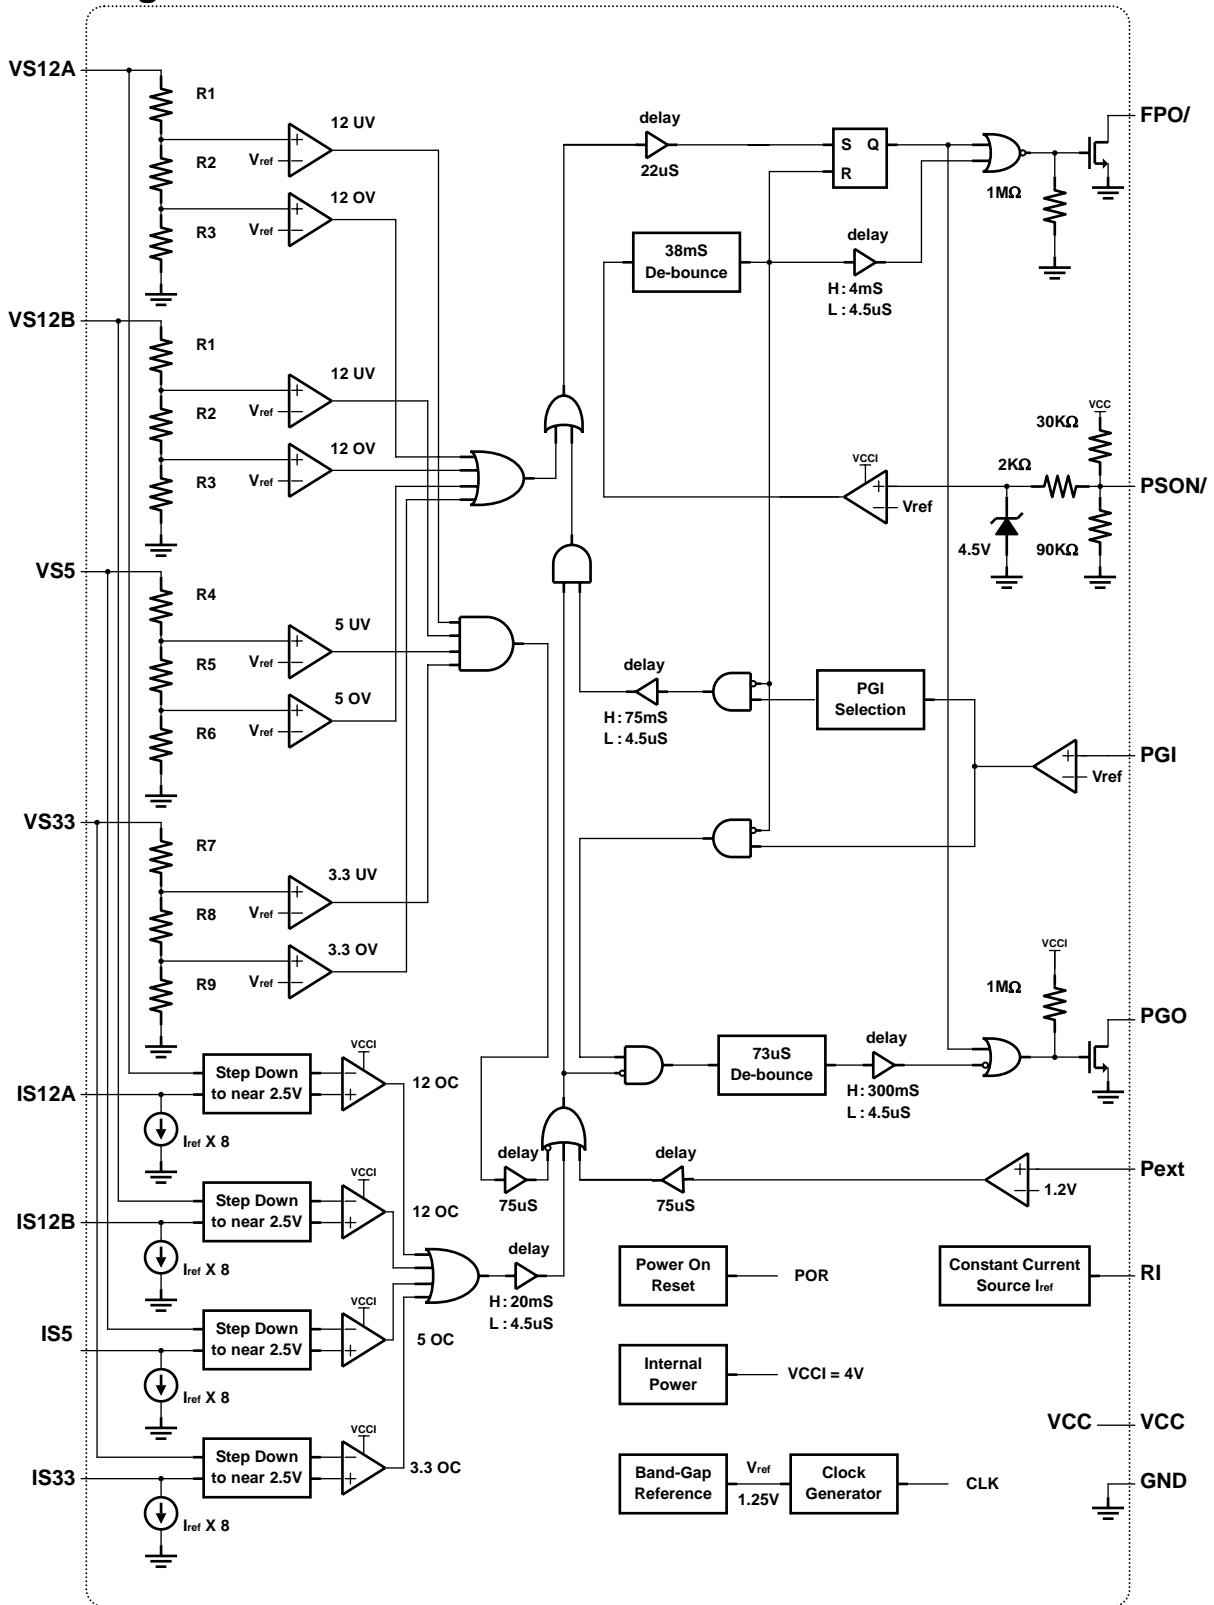 VS12A
R1
12 UV
Vref
R2
12 OV
Vref
R3
delay
22uS
S Q
R
FPO/
1MΩ
38mS
De-bounce
delay
H : 4mS
L : 4.5uS
VS12B
R1
12 UV
Vref
R2
12 OV
Vref
R3
VCC
30KΩ
2KΩ
VCCI
Vref
PSON/
4.5V
90KΩ
VS5
R4
5 UV
Vref
R5
5 OV
Vref
R6
delay
H : 75mS
L : 4.5uS
PGI
Selection
PGI
Vref
VS33
R7
3.3 UV
Vref
R8
3.3 OV
Vref
R9
VCCI
1MΩ
PGO
73uS
De-bounce
delay
H : 300mS
L : 4.5uS
IS12A
Step Down
to near 2.5V
VCCI
12 OC
Iref X 8
delay
75uS
delay
75uS
Pext
1.2V
IS12B
Step Down
to near 2.5V
VCCI
12 OC
Iref X 8
delay
H : 20mS
L : 4.5uS
Power On
Reset
POR
Constant Current
Source Iref
RI
IS5
Step Down
to near 2.5V
VCCI
5 OC
Iref X 8
Internal
Power
VCCI = 4V
VCC
VCC
IS33
Step Down
to near 2.5V
VCCI
3.3 OC
Iref X 8
Band-Gap
Reference
Vref
1.25V
Clock
Generator
CLK
GND